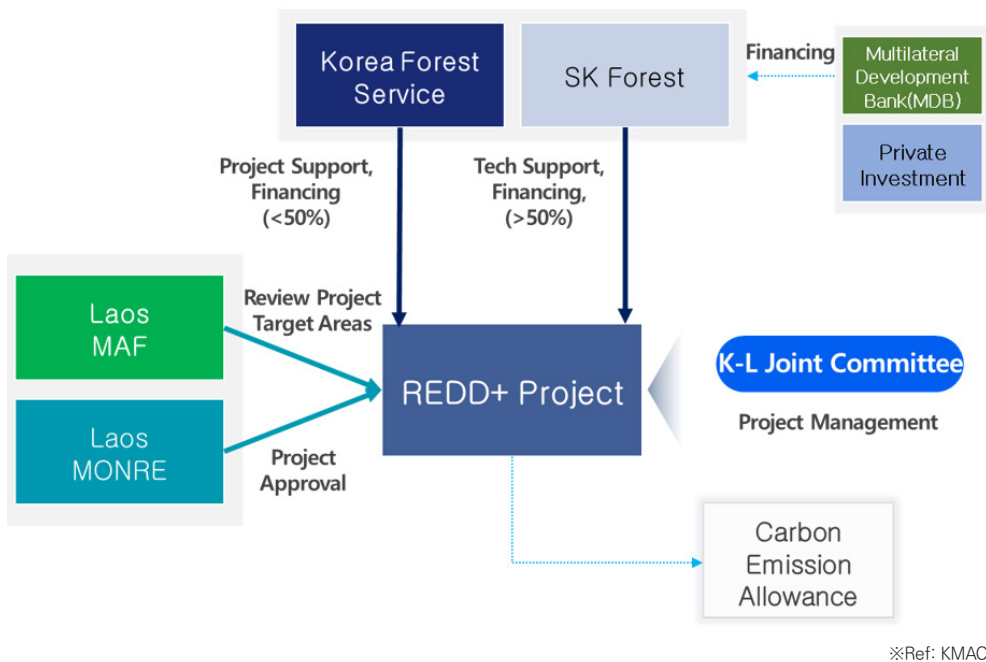 Korea Forest
Service
SK Forest
Financing
Multilateral
Development
Bank(MDB)
Private
Investment
Project Support,
Financing
(<50%)
Tech Support,
Financing,
(>50%)
Laos
MAF
Review Project
Target Areas
REDD+ Project
K-L Joint Committee
Project Management
Laos
MONRE
Project
Approval
Carbon
Emission
Allowance
※Ref: KMAC